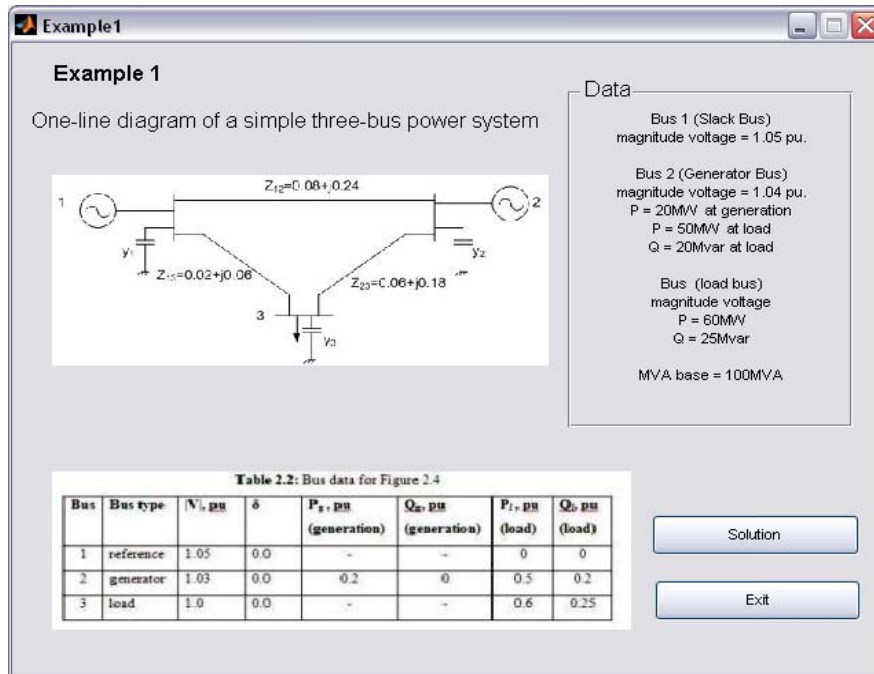 Example1
Example 1
One-line diagram of a simple three-bus power system
Z12=0.08+j0.24
1
2
y1
y2
Z13=0.02+j0.06
Z23=0.06+j0.18
3
y3
Data
Bus 1 (Slack Bus)
magnitude voltage = 1.05 pu.
Bus 2 (Generator Bus)
magnitude voltage = 1.04 pu.
P = 20MW at generation
P = 50MW at load
Q = 20Mvar at load
Bus (load bus)
magnitude voltage
P = 60MW
Q = 25Mvar
MVA base = 100MVA
Table 2.2: Bus data for Figure 2.4
Bus Bus type |V|, pu δ Pg, pu (generation) Qg, pu (generation) Pl, pu (load) Ql, pu (load)
1 reference 1.05 0.0 - - 0 0
2 generator 1.03 0.0 0.2 0 0.5 0.2
3 load 1.0 0.0 - - 0.6 0.25
Solution
Exit